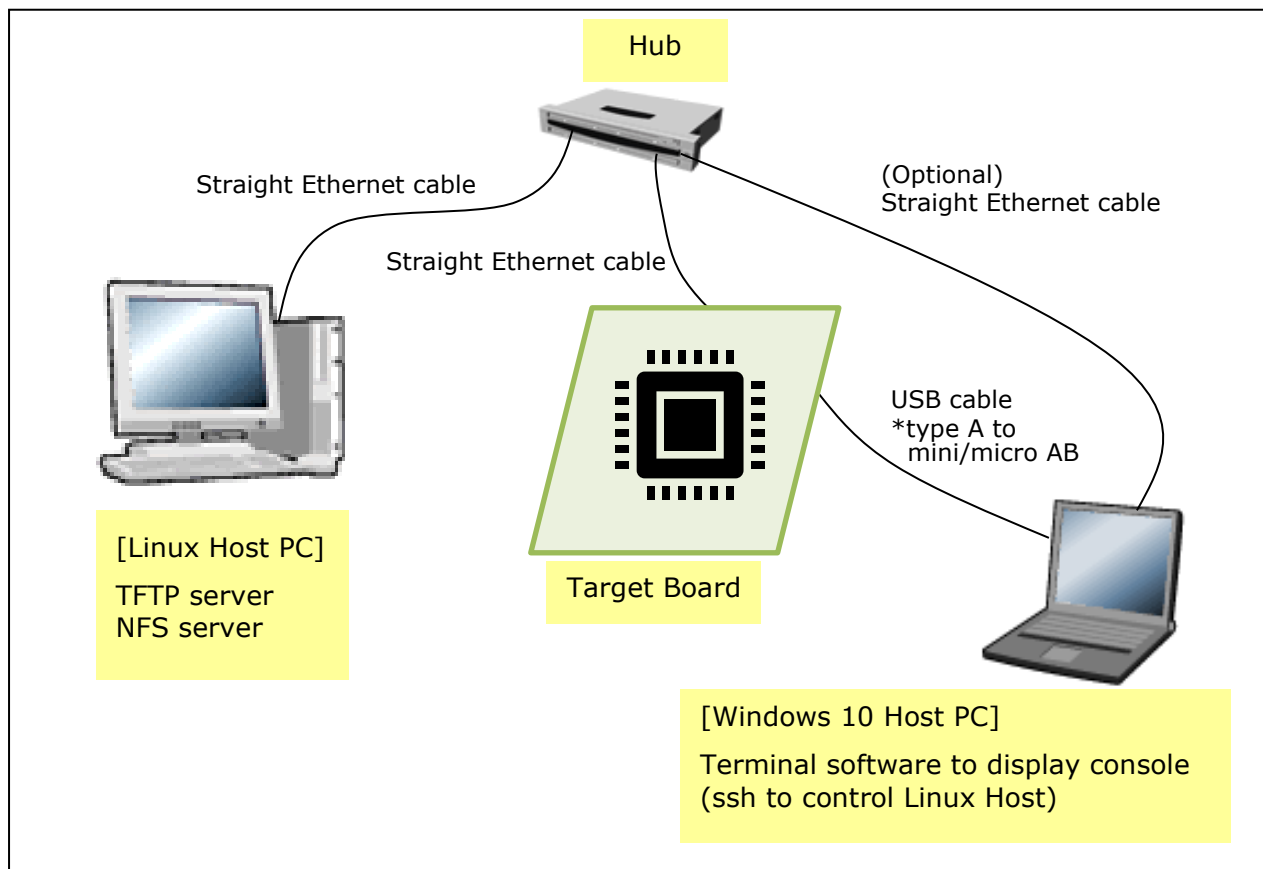 Hub
Straight Ethernet cable
(Optional)
Straight Ethernet cable
Straight Ethernet cable
USB cable
*type A to
mini/micro AB
[Linux Host PC]
TFTP server
NFS server
Target Board
[Windows 10 Host PC]
Terminal software to display console
(ssh to control Linux Host)